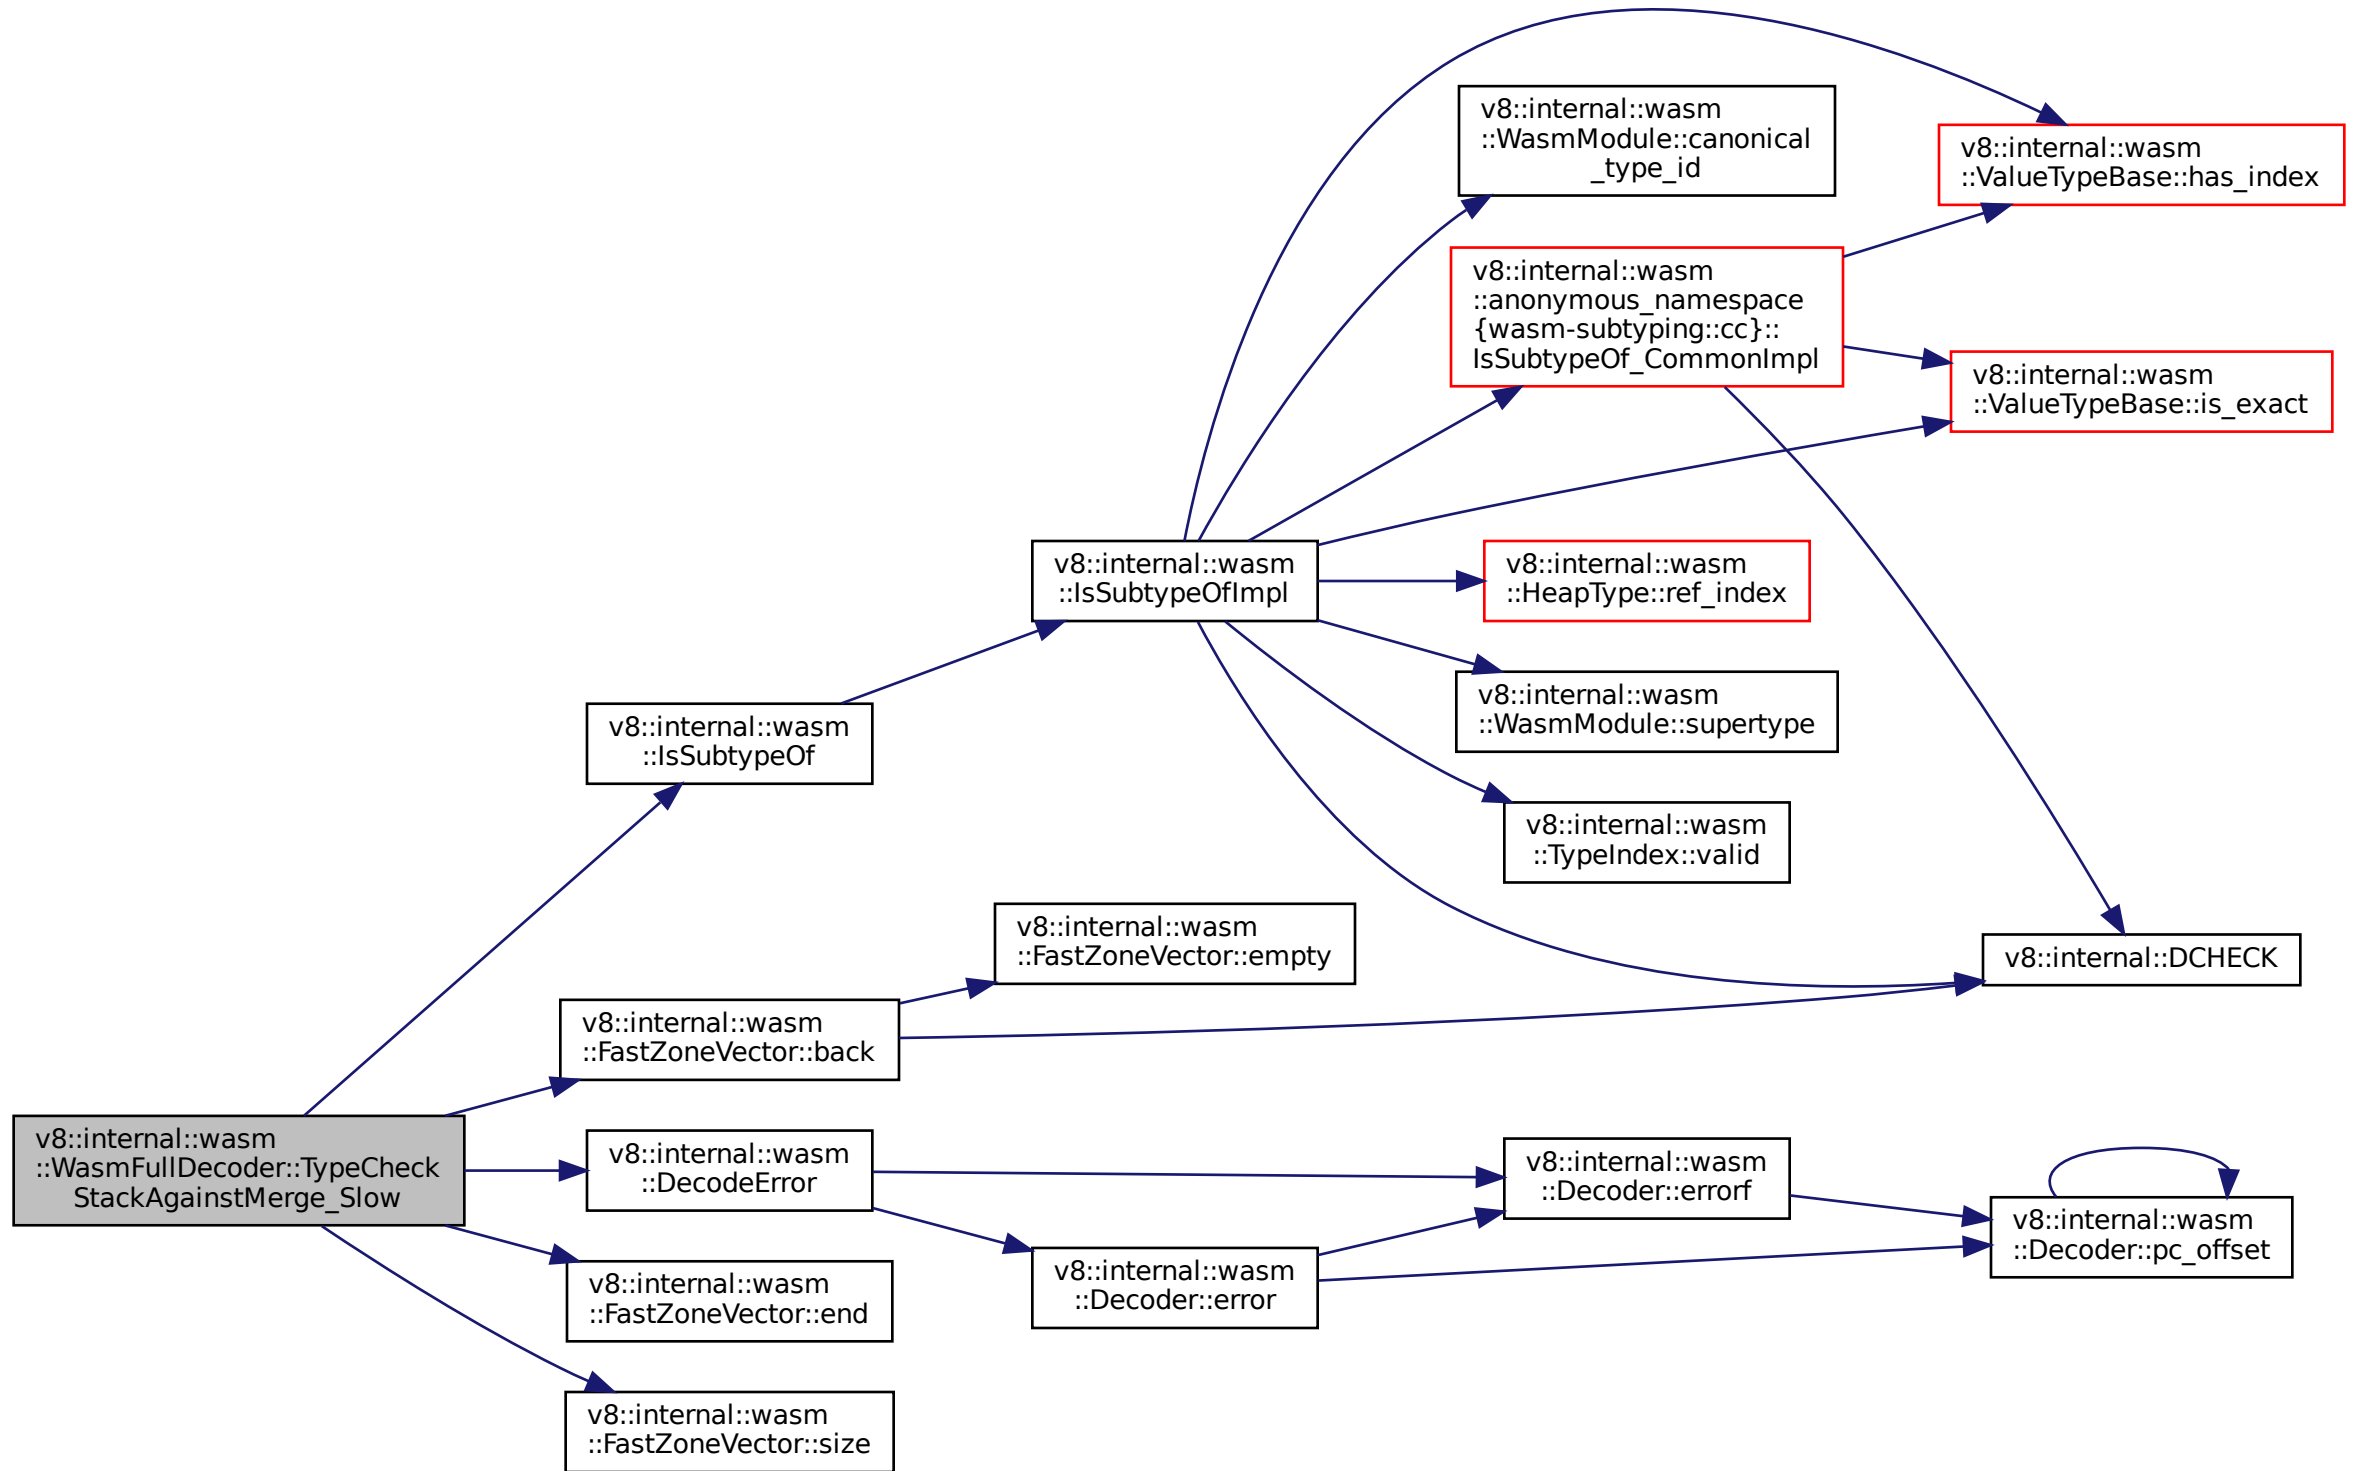 v8::internal::wasm
::WasmModule::canonical
_type_id
v8::internal::wasm
::ValueTypeBase::has_index
v8::internal::wasm
::anonymous_namespace
{wasm-subtyping::cc}::
IsSubtypeOf_CommonImpl
v8::internal::wasm
::ValueTypeBase::is_exact
v8::internal::wasm
::IsSubtypeOfImpl
v8::internal::wasm
::HeapType::ref_index
v8::internal::wasm
::WasmModule::supertype
v8::internal::wasm
::IsSubtypeOf
v8::internal::wasm
::TypeIndex::valid
v8::internal::wasm
::FastZoneVector::empty
v8::internal::DCHECK
v8::internal::wasm
::FastZoneVector::back
v8::internal::wasm
::WasmFullDecoder::TypeCheck
StackAgainstMerge_Slow
v8::internal::wasm
::DecodeError
v8::internal::wasm
::Decoder::errorf
v8::internal::wasm
::Decoder::pc_offset
v8::internal::wasm
::Decoder::error
v8::internal::wasm
::FastZoneVector::end
v8::internal::wasm
::FastZoneVector::size